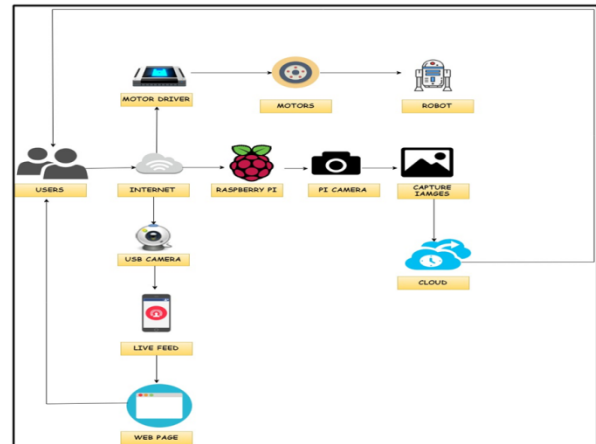 MOTOR DRIVER
MOTORS
ROBOT
USERS
INTERNET
RASPBERRY PI
PI CAMERA
CAPTURE
IAMGES
USB CAMERA
CLOUD
LIVE FEED
WEB PAGE